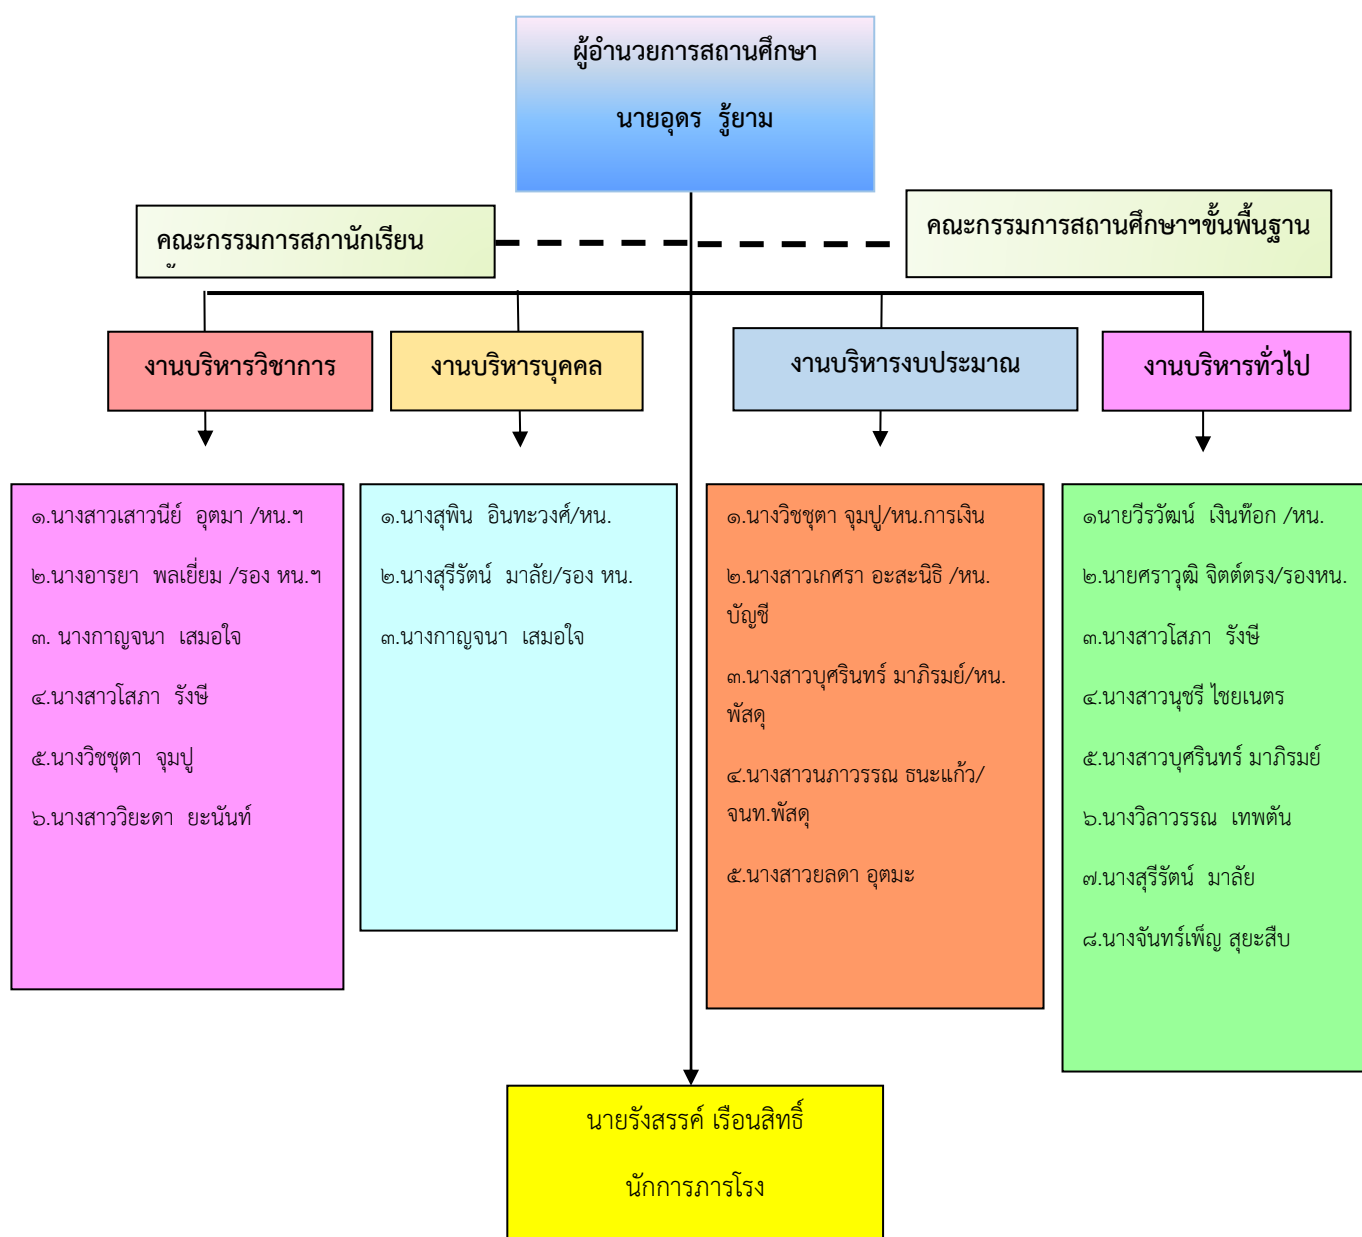 ผู้อำนวยการสถานศึกษา
นายอุดร รู้ยาม
คณะกรรมการสภานักเรียน
คณะกรรมการสถานศึกษาฯขั้นพื้นฐาน
งานบริหารวิชาการ
งานบริหารบุคคล
งานบริหารงบประมาณ
งานบริหารทั่วไป
๑.นางสาวเสาวนีย์ อุตมา /หน.ฯ
๒.นางอารยา พลเยี่ยม /รอง หน.ฯ
๓. นางกาญจนา เสมอใจ
๔.นางสาวโสภา รังษี
๕.นางวิชชุตา จุมปู
๖.นางสาววิยะดา ยะนันท์
๑.นางสุพิน อินทะวงศ์/หน.
๒.นางสุรีรัตน์ มาลัย/รอง หน.
๓.นางกาญจนา เสมอใจ
๑.นางวิชชุตา จุมปู/หน.การเงิน
๒.นางสาวเกศรา อะสะนิธิ /หน.
บัญชี
๓.นางสาวบุศรินทร์ มาภิรมย์/หน.
พัสดุ
๔.นางสาวนภาวรรณ ธนะแก้ว/
จนท.พัสดุ
๕.นางสาวยลดา อุตมะ
๑นายวีรวัฒน์ เงินท๊อก /หน.
๒.นายศราวุฒิ จิตต์ตรง/รองหน.
๓.นางสาวโสภา รังษี
๔.นางสาวนุชรี ไชยเนตร
๕.นางสาวบุศรินทร์ มาภิรมย์
๖.นางวิลาวรรณ เทพตัน
๗.นางสุรีรัตน์ มาลัย
๘.นางจันทร์เพ็ญ สุยะสืบ
นายรังสรรค์ เรือนสิทธิ์
นักการภารโรง